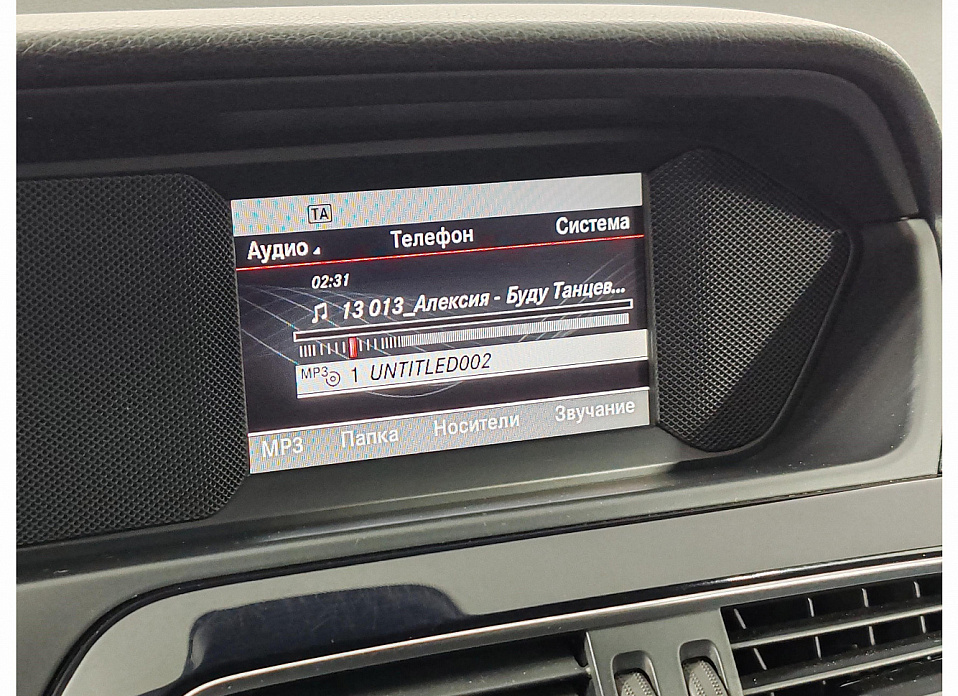 TA
Аудио Телефон Система
02:31
13 013_Алексия - Буду Танцев...
MP3 1 UNTITLED002
MP3 Папка Носители Звучание